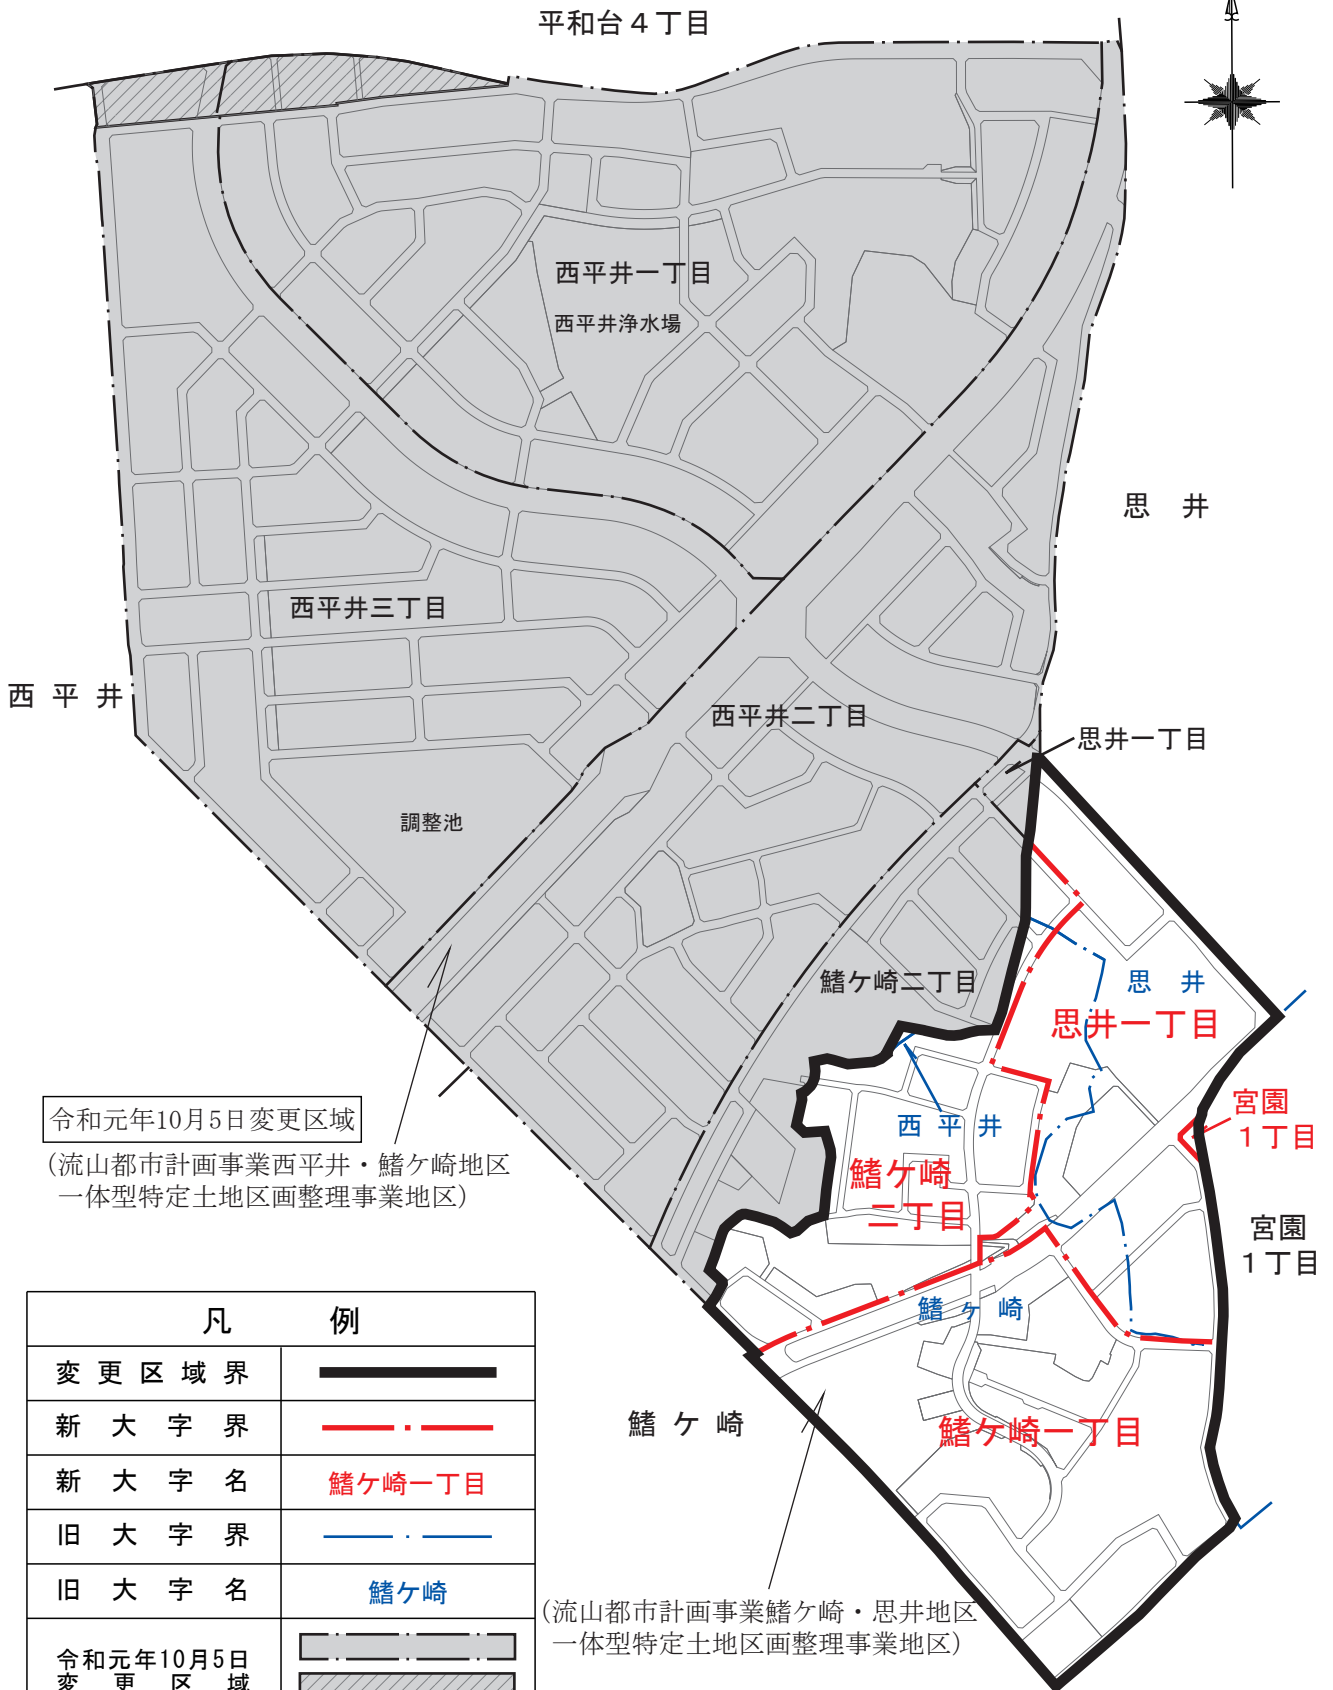 平和台４丁目
西平井一丁目
西平井浄水場
思　井
西平井三丁目
西 平 井
西平井二丁目
思井一丁目
調整池
鰭ケ崎二丁目
思　井
思井一丁目
令和元年10月5日変更区域
（流山都市計画事業西平井・鰭ケ崎地区
一体型特定土地区画整理事業地区）
西 平 井
宮園
１丁目
鰭ケ崎
二丁目
宮園
１丁目
鰭 ヶ 崎
鰭 ケ 崎
鰭ケ崎一丁目
凡　　　例
変 更 区 域 界
新 大 字 界
新 大 字 名　鰭ケ崎一丁目
旧 大 字 界
旧 大 字 名　鰭ケ崎
令和元年10月5日
変 更 区 域
（流山都市計画事業鰭ケ崎・思井地区
一体型特定土地区画整理事業地区）